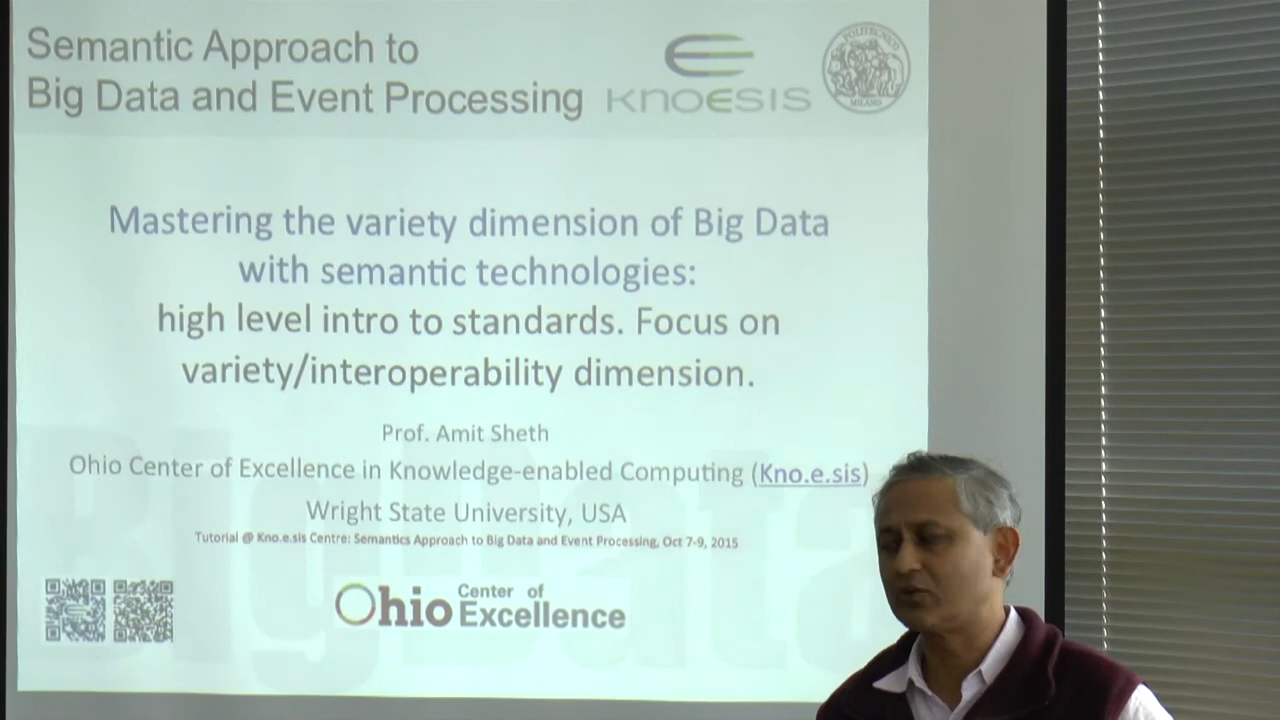 Semantic Approach to
Big Data and Event Processing
KNOESIS
POLITECNICO
MILANO
Mastering the variety dimension of Big Data
with semantic technologies:
high level intro to standards. Focus on
variety/interoperability dimension.
Prof. Amit Sheth
Ohio Center of Excellence in Knowledge-enabled Computing (Kno.e.sis)
Wright State University, USA
Tutorial @ Kno.e.sis Centre: Semantics Approach to Big Data and Event Processing, Oct 7-9, 2015
Ohio Center of Excellence
BigData